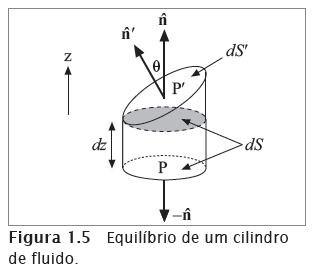 n̂
n̂′
dS′
θ
z
P′
dz
dS
P
−n̂
Figura 1.5 Equilíbrio de um cilindro
de fluido.